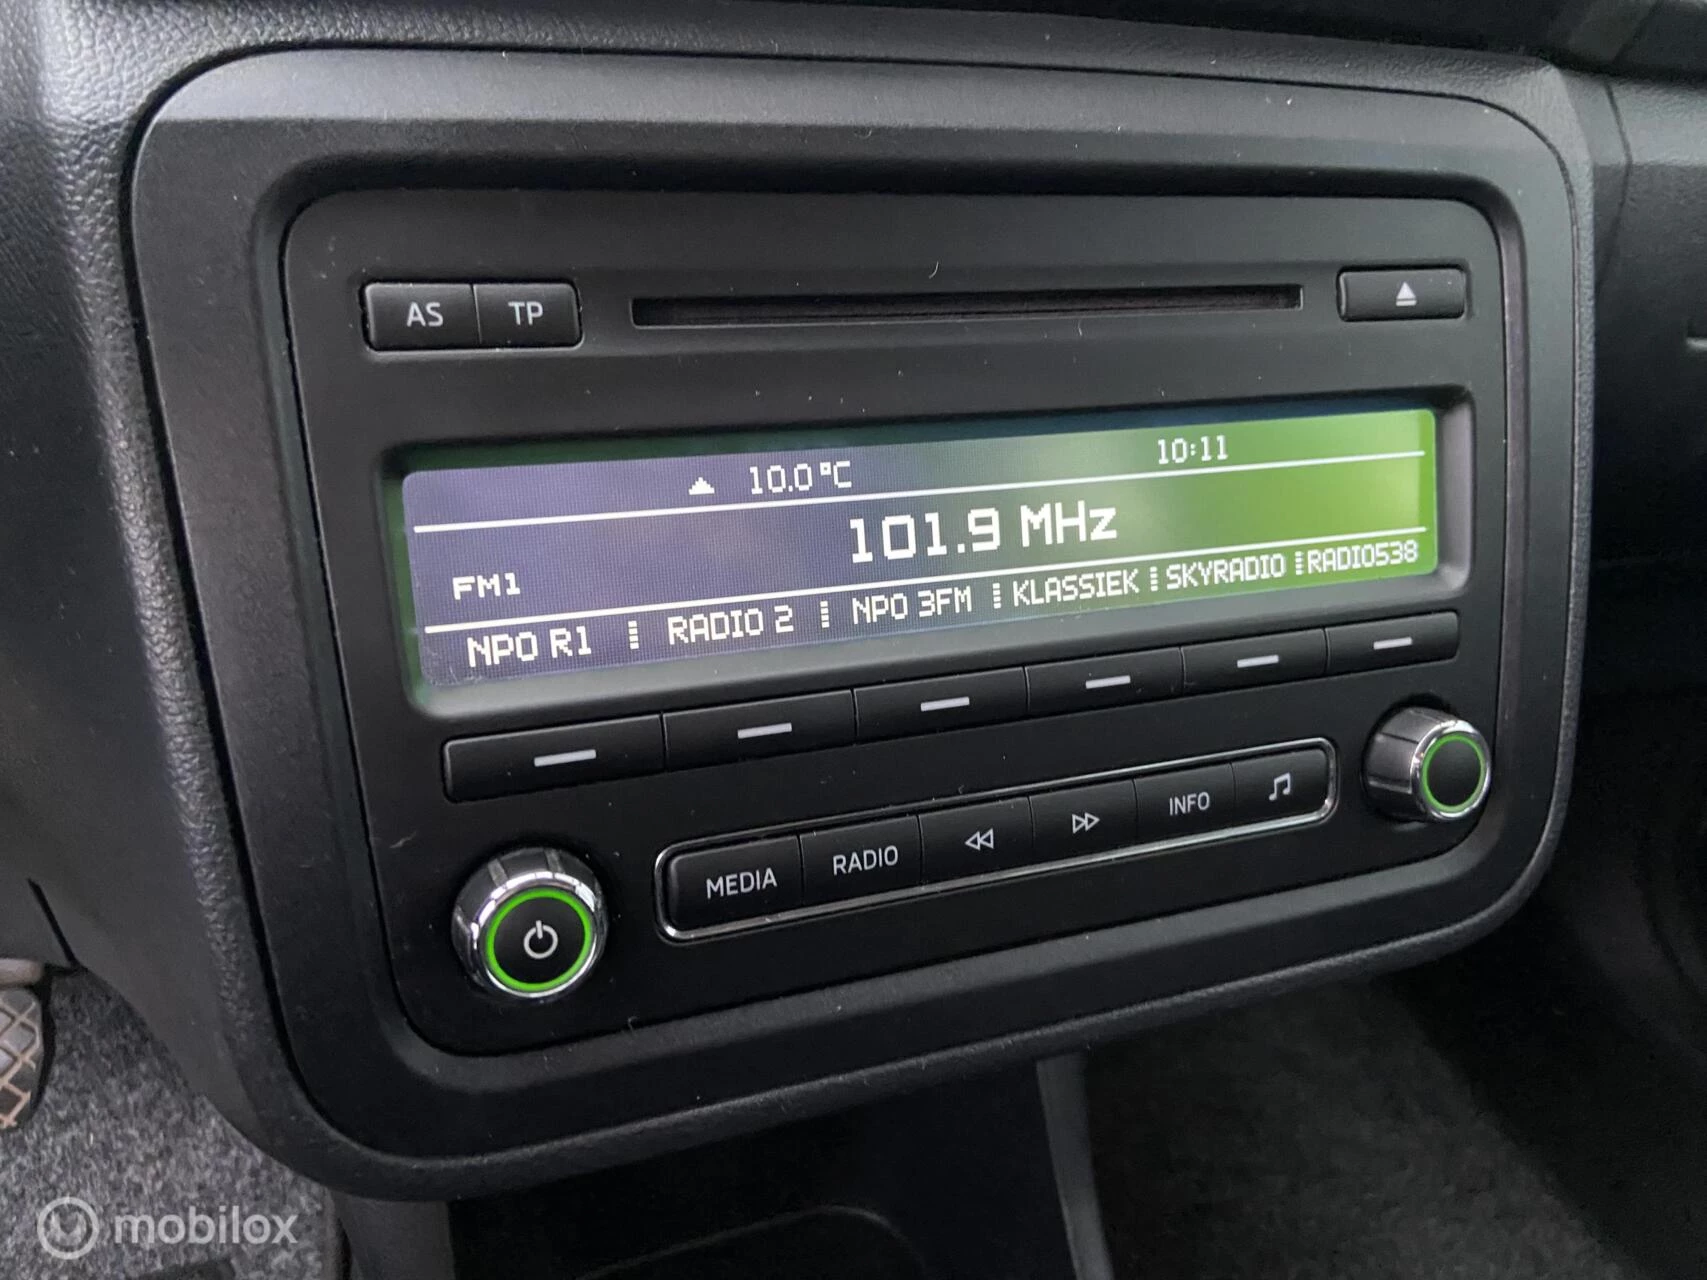 AS TP
10.0°C 10:11
101.9 MHz
FM1
NPO R1 RADIO 2 NPO 3FM KLASSIEK SKYRADIO RADIO538
MEDIA RADIO INFO
mobilox